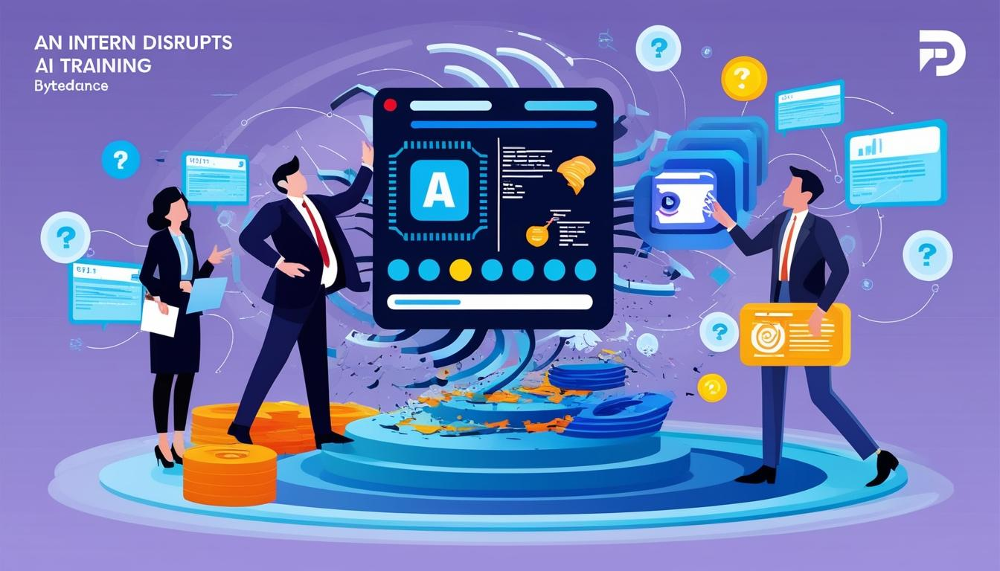 AN INTERN DISRUPTS
AI TRAINING
Bytedance
A